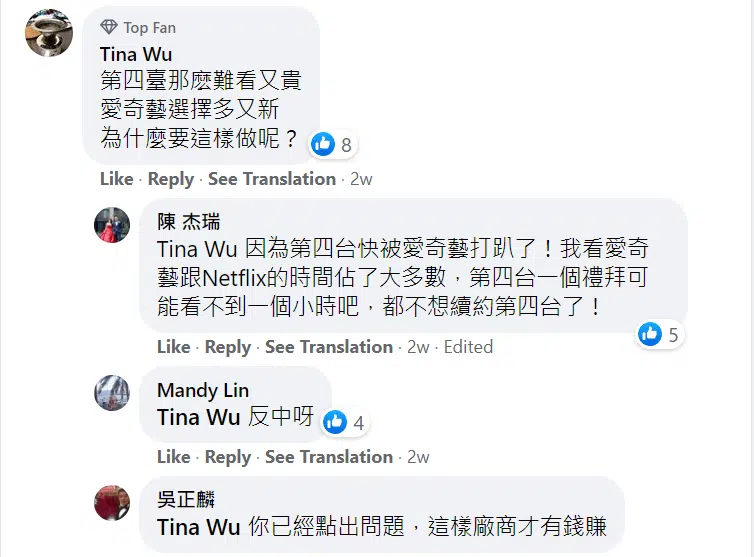 Top Fan
Tina Wu
第四臺那麽難看又貴
愛奇藝選擇多又新
為什麼要這樣做呢？
8
Like · Reply · See Translation · 2w
陳 杰瑞
Tina Wu 因為第四台快被愛奇藝打趴了！我看愛奇
藝跟Netflix的時間佔了大多數，第四台一個禮拜可
能看不到一個小時吧，都不想續約第四台了！
5
Like · Reply · See Translation · 2w · Edited
Mandy Lin
Tina Wu 反中呀
4
Like · Reply · See Translation · 2w
吳正麟
Tina Wu 你已經點出問題，這樣廠商才有錢賺